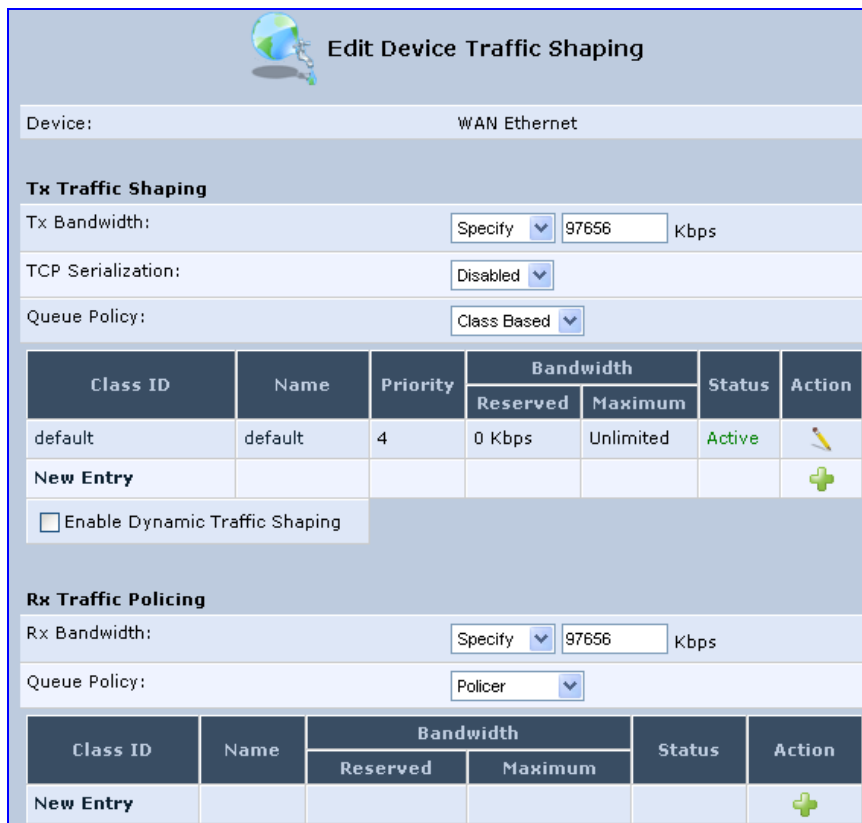 Edit Device Traffic Shaping
Device: WAN Ethernet
Tx Traffic Shaping
Tx Bandwidth: Specify 97656 Kbps
TCP Serialization: Disabled
Queue Policy: Class Based
Class ID Name Priority Bandwidth Status Action
Reserved Maximum
default default 4 0 Kbps Unlimited Active
New Entry
Enable Dynamic Traffic Shaping
Rx Traffic Policing
Rx Bandwidth: Specify 97656 Kbps
Queue Policy: Policer
Class ID Name Bandwidth Status Action
Reserved Maximum
New Entry